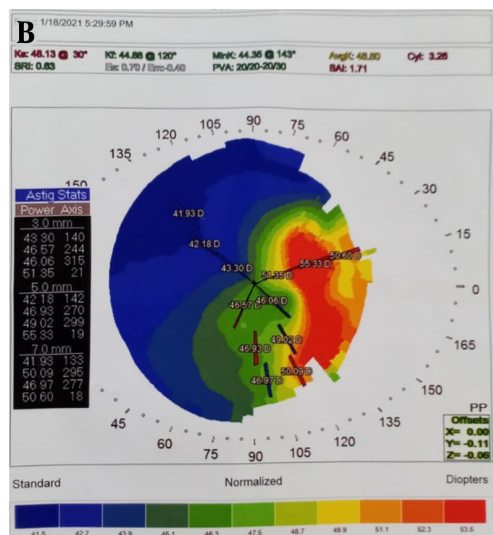 B
1/18/2021 5:29:59 PM
Ks: 48.13 @ 30° Kf: 44.88 @ 120° MinK: 44.35 @ 143° AvgK: 46.50 Cyl: 3.25
SRI: 0.63 PVA: 20/20-20/30 SAI: 1.71
135 120 105 90 75 60 45 30 15 0 165 150 135 120 105 90 75 60 45
150
Astig Stats
Power Axis
3.0 mm
43.30 140
46.57 244
46.06 315
51.35 21
5.0 mm
42.18 142
46.93 270
49.02 299
55.33 19
7.0 mm
41.93 133
50.09 295
46.97 277
50.60 18
41.93 D
42.18 D
43.30 D
51.35 D
55.33 D
50.60 D
46.57 D
46.06 D
46.93 D
49.02 D
46.97 D
50.09 D
PP
Offsets
X= 0.00
Y= -0.11
Z= -0.06
Standard Normalized Diopters
41.5 42.7 43.9 45.1 46.3 47.5 48.7 49.9 51.1 52.3 53.5